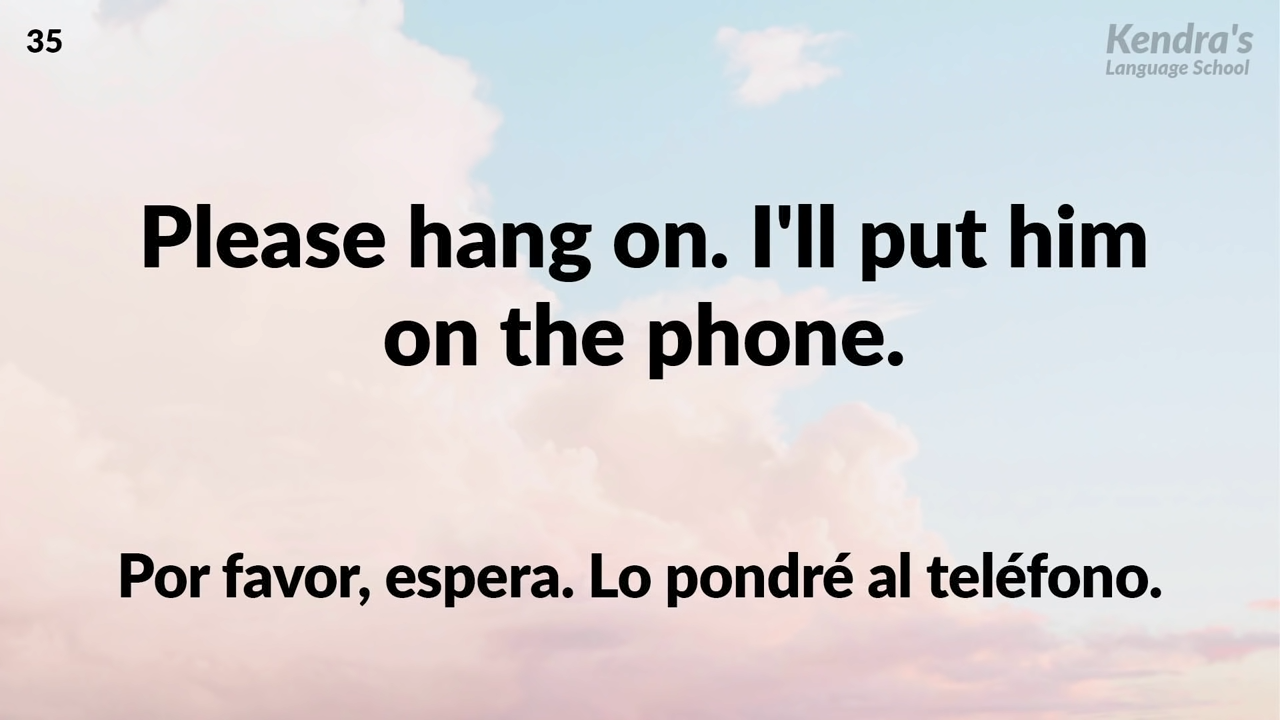 35
Kendra's
Language School
Please hang on. I'll put him
on the phone.
Por favor, espera. Lo pondré al teléfono.